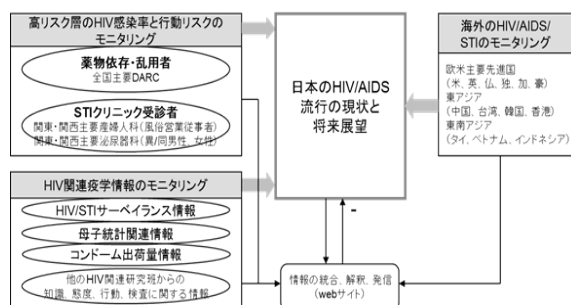 高リスク層のHIV感染率と行動リスクの
モニタリング
薬物依存・乱用者
全国主要DARC
STIクリニック受診者
関東・関西主要産婦人科(風俗営業従事者)
関東・関西主要泌尿器科(異/同男性、女性)
HIV関連疫学情報のモニタリング
HIV/STIサーベイランス情報
母子統計関連情報
コンドーム出荷量情報
他のHIV関連研究班からの
知識、態度、行動、検査に関する情報
日本のHIV/AIDS
流行の現状と
将来展望
情報の統合、解釈、発信
(webサイト)
海外のHIV/AIDS/
STIのモニタリング
欧米主要先進国
(米、英、仏、独、加、豪)
東アジア
(中国、台湾、韓国、香港)
東南アジア
(タイ、ベトナム、インドネシア)